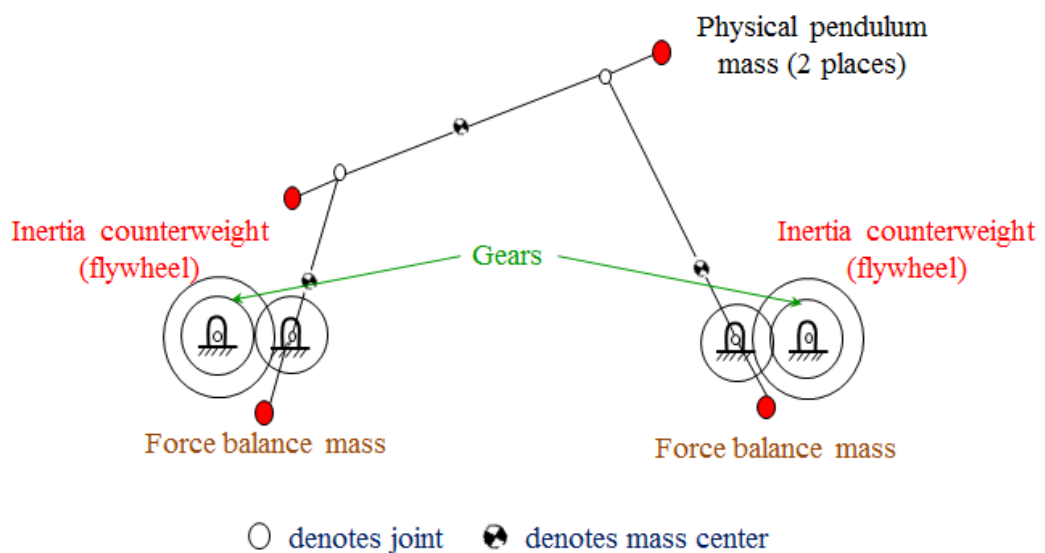 Physical pendulum
mass (2 places)
Inertia counterweight
(flywheel)
Gears
Inertia counterweight
(flywheel)
Force balance mass
Force balance mass
denotes joint
denotes mass center